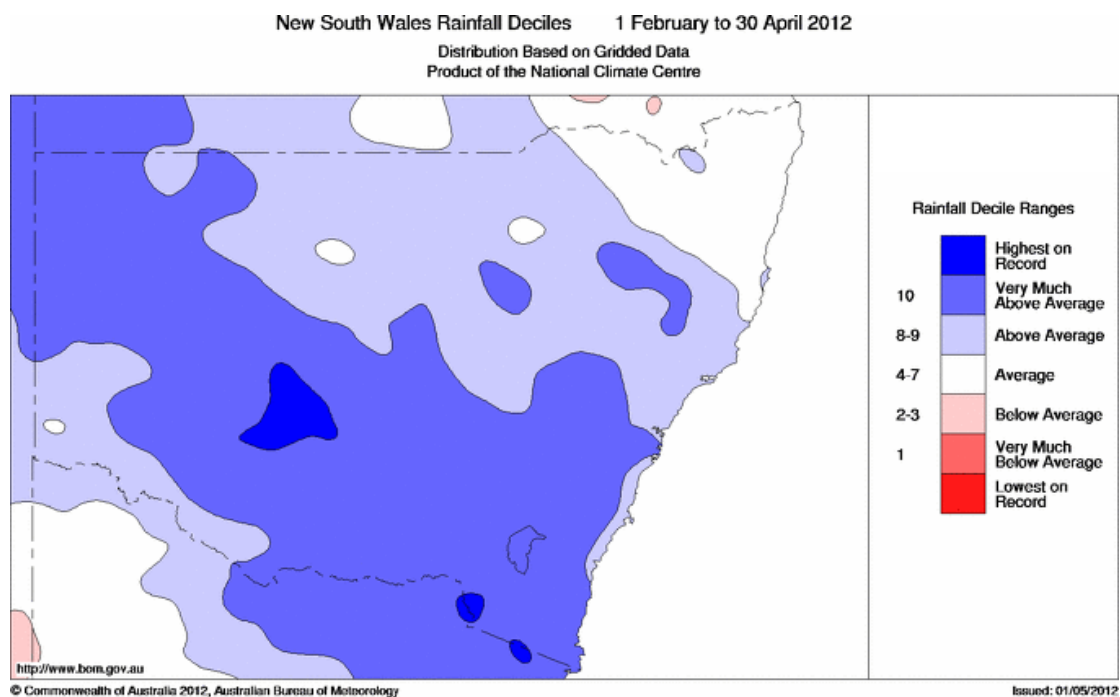 New South Wales Rainfall Deciles 1 February to 30 April 2012
Distribution Based on Gridded Data
Product of the National Climate Centre
Rainfall Decile Ranges
Highest on
Record
10 Very Much
Above Average
8-9 Above Average
4-7 Average
2-3 Below Average
1 Very Much
Below Average
Lowest on
Record
http://www.bom.gov.au
© Commonwealth of Australia 2012, Australian Bureau of Meteorology Issued: 01/05/2012